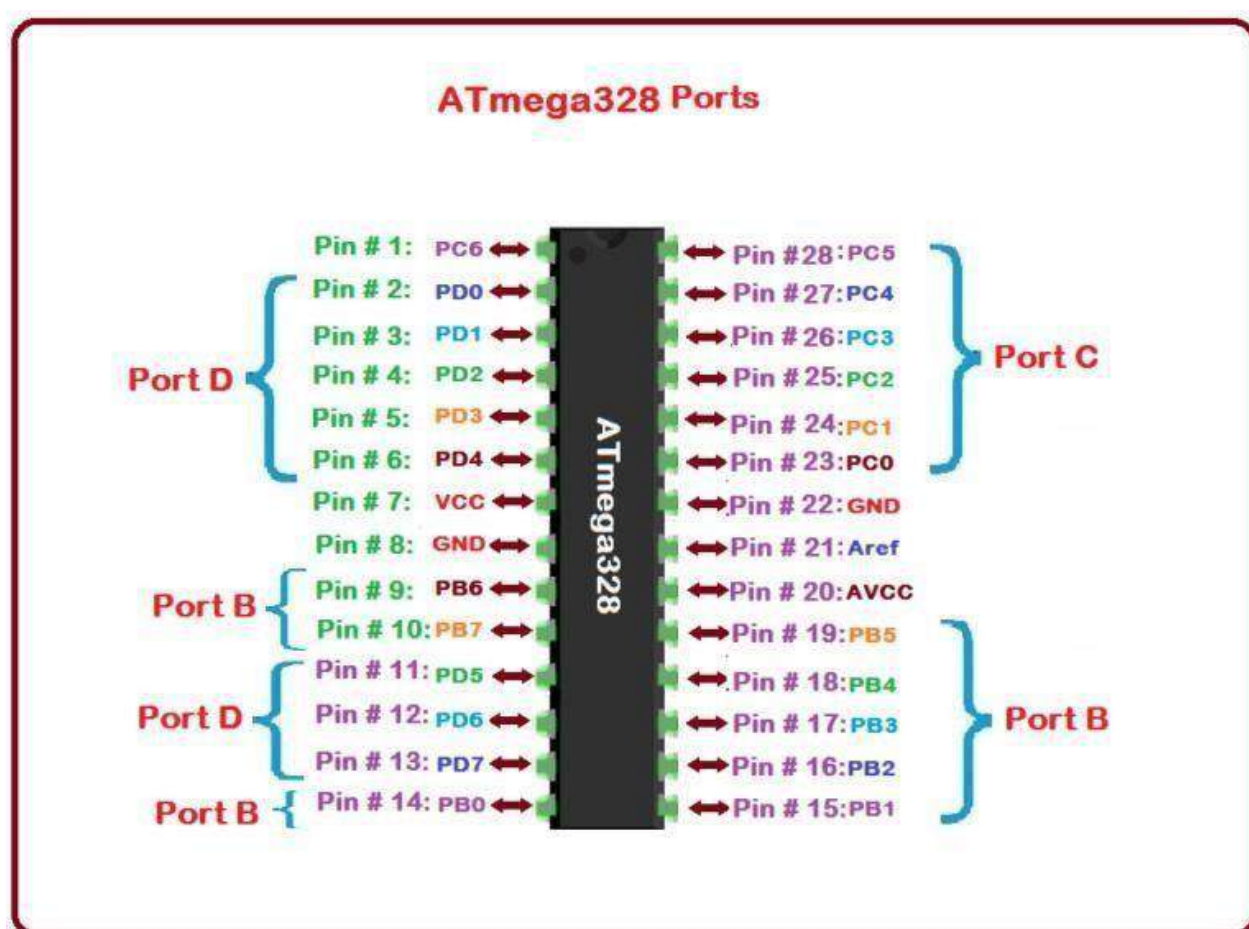 ATmega328 Ports
Pin # 1: PC6
Pin # 2: PD0
Pin # 3: PD1
Pin # 4: PD2
Pin # 5: PD3
Pin # 6: PD4
Pin # 7: VCC
Pin # 8: GND
Pin # 9: PB6
Pin # 10: PB7
Pin # 11: PD5
Pin # 12: PD6
Pin # 13: PD7
Pin # 14: PB0
Port D
Port B
Port D
Port B
ATmega328
Pin #28: PC5
Pin # 27: PC4
Pin # 26: PC3
Pin # 25: PC2
Pin # 24: PC1
Pin # 23: PC0
Pin # 22: GND
Pin # 21: Aref
Pin # 20: AVCC
Pin # 19: PB5
Pin # 18: PB4
Pin # 17: PB3
Pin # 16: PB2
Pin # 15: PB1
Port C
Port B